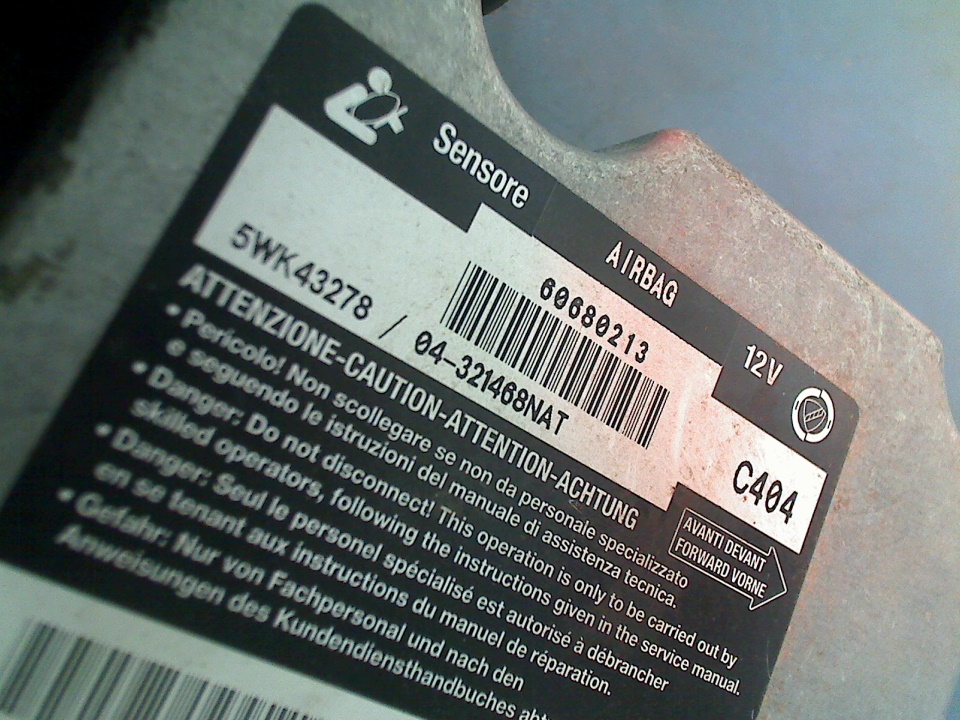 Sensore AIRBAG 12V
60680213
5WK43278 / 04-321468NAT
C404
ATTENZIONE-CAUTION-ATTENTION-ACHTUNG
• Pericolo! Non scollegare se non da personale specializzato
e seguendo le istruzioni del manuale di assistenza tecnica.
• Danger: Do not disconnect! This operation is only to be carried out by
skilled operators, following the instructions given in the service manual.
• Danger: Seul le personel spécialisé est autorisé à débrancher
en se tenant aux instructions du manuel de réparation.
• Gefahr: Nur von Fachpersonal und nach den
Anweisungen des Kundendiensthandbuches
AVANTI DEVANT
FORWARD VORNE